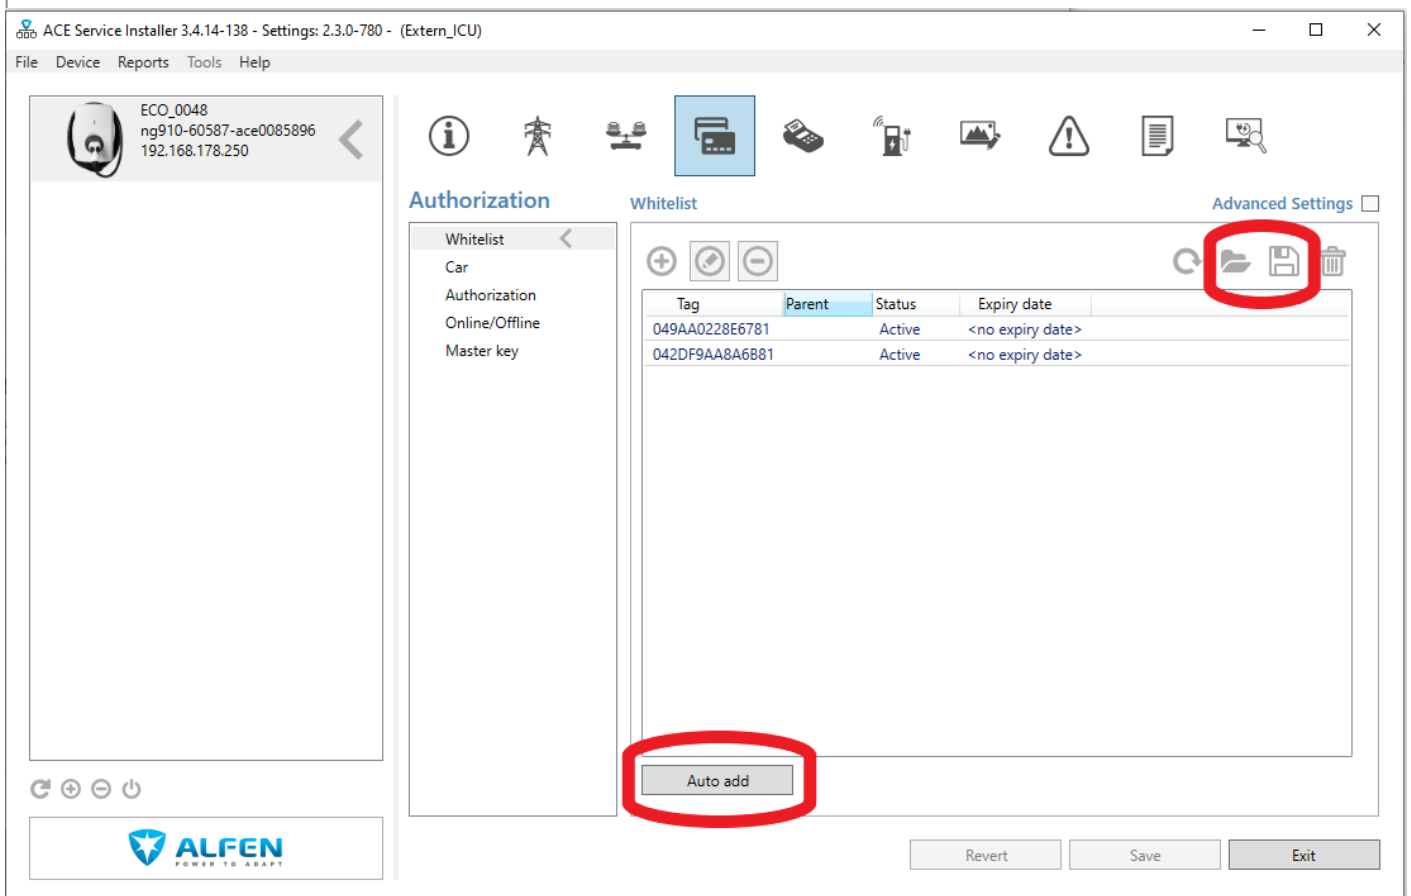 ACE Service Installer 3.4.14-138 - Settings: 2.3.0-780 - (Extern_ICU)
File Device Reports Tools Help
ECO_0048
ng910-60587-ace0085896
192.168.178.250
Authorization
Whitelist
Advanced Settings
Whitelist
Car
Authorization
Online/Offline
Master key
Tag Parent Status Expiry date
049AA0228E6781 Active <no expiry date>
042DF9AA8A6B81 Active <no expiry date>
Auto add
ALFEN
POWER TO ADAPT
Revert Save Exit